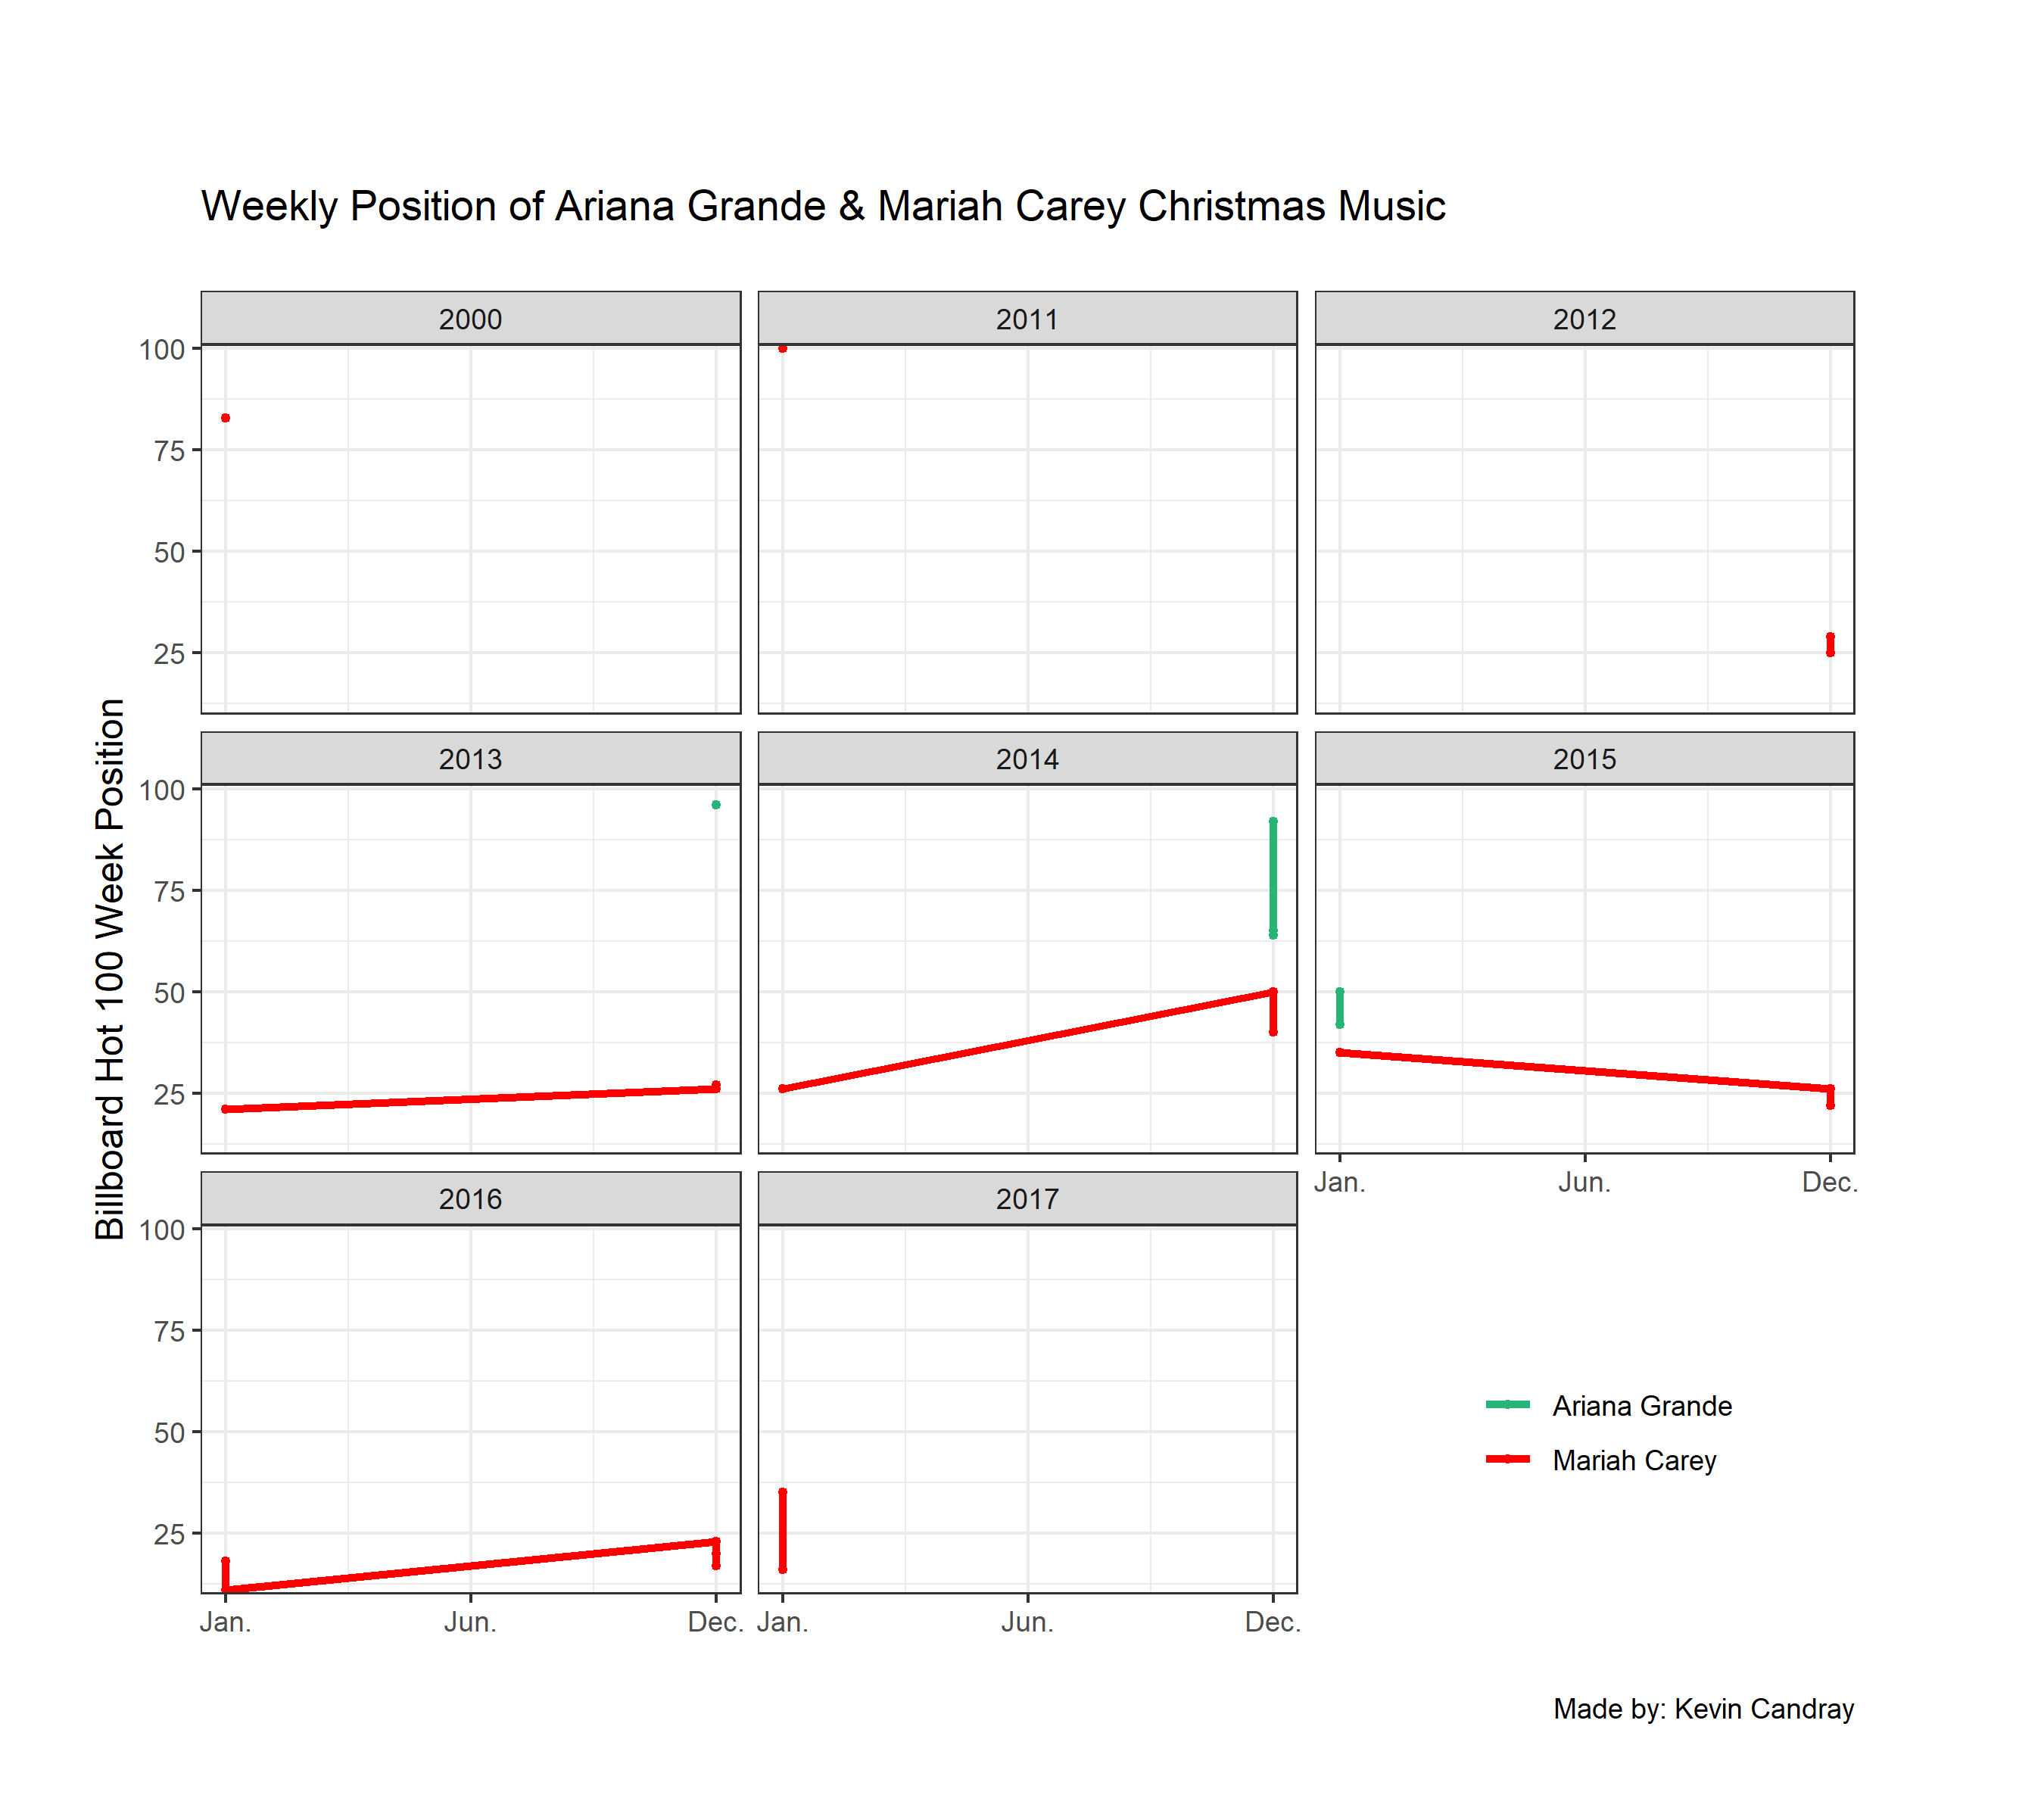 Weekly Position of Ariana Grande & Mariah Carey Christmas Music
2000
2011
2012
100
75
50
25
Billboard Hot 100 Week Position
2013
2014
2015
100
75
50
25
Jan.
Jun.
Dec.
2016
2017
100
75
50
25
Jan.
Jun.
Dec.
Jan.
Jun.
Dec.
Ariana Grande
Mariah Carey
Made by: Kevin Candray